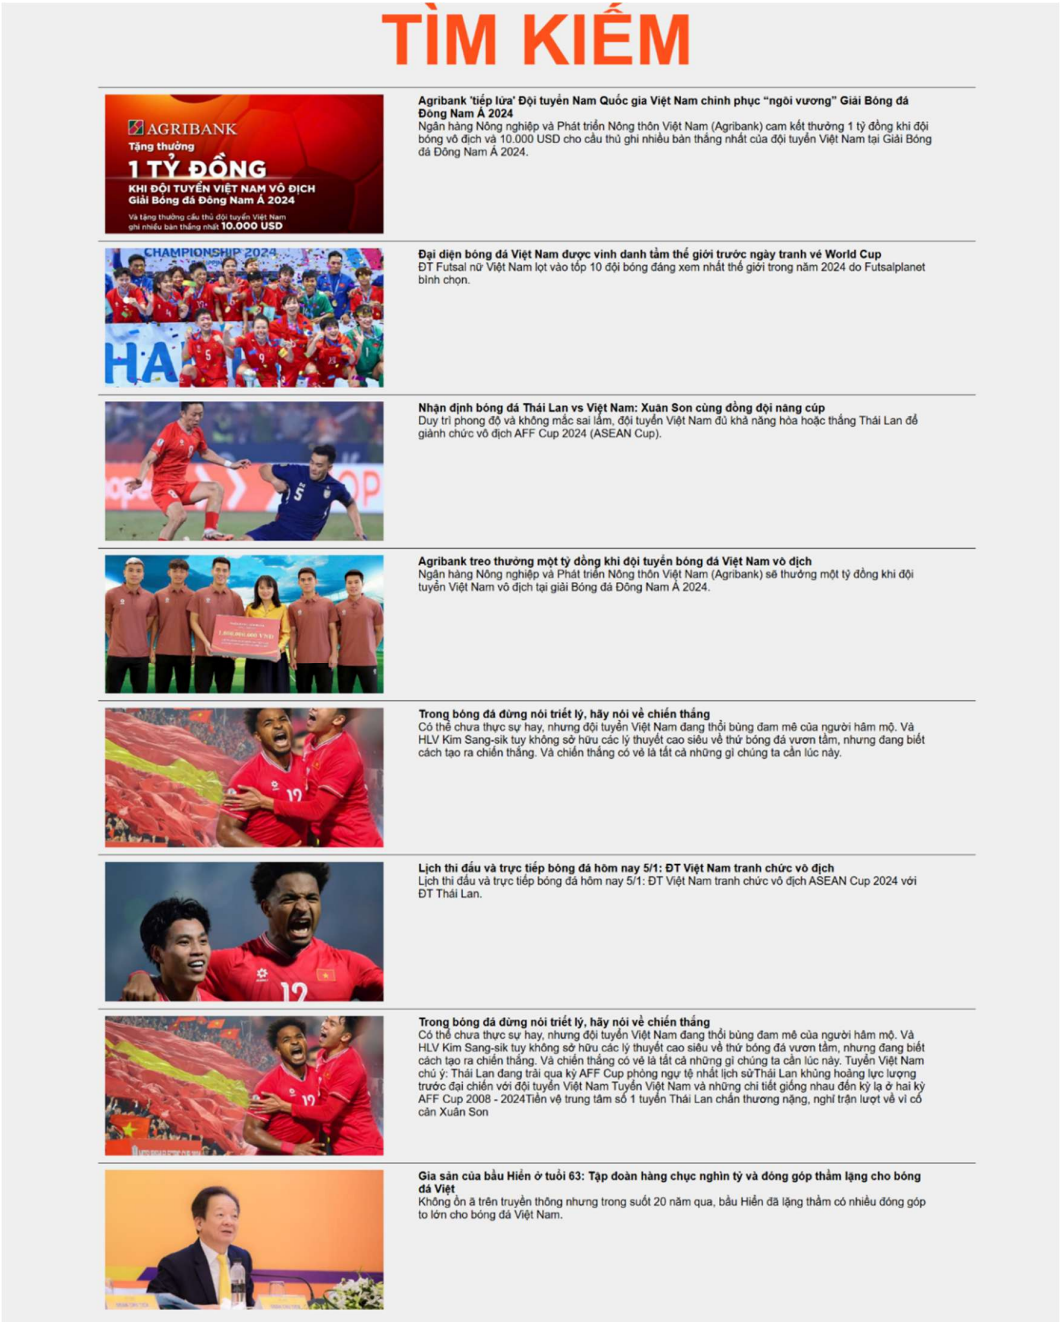 TÌM KIẾM
AGRIBANK
Tặng thưởng
1 TỶ ĐỒNG
KHI ĐỘI TUYỂN VIỆT NAM VÔ ĐỊCH
Giải Bóng đá Đông Nam Á 2024
Và tặng thưởng cầu thủ đội tuyển Việt Nam
ghi nhiều bàn thắng nhất 10.000 USD
Agribank 'tiếp lửa' Đội tuyển Nam Quốc gia Việt Nam chinh phục “ngôi vương” Giải Bóng đá
Đông Nam Á 2024
Ngân hàng Nông nghiệp và Phát triển Nông thôn Việt Nam (Agribank) cam kết thưởng 1 tỷ đồng khi đội
bóng vô địch và 10.000 USD cho cầu thủ ghi nhiều bàn thắng nhất của đội tuyển Việt Nam tại Giải Bóng
đá Đông Nam Á 2024.
CHAMPIONSHIP 2024
Đại diện bóng đá Việt Nam được vinh danh tầm thế giới trước ngày tranh vé World Cup
ĐT Futsal nữ Việt Nam lọt vào tốp 10 đội bóng đáng xem nhất thế giới trong năm 2024 do Futsalplanet
bình chọn.
5
Nhận định bóng đá Thái Lan vs Việt Nam: Xuân Son cùng đồng đội nâng cúp
Duy trì phong độ và không mắc sai lầm, đội tuyển Việt Nam đủ khả năng hòa hoặc thắng Thái Lan để
giành chức vô địch AFF Cup 2024 (ASEAN Cup).
1.000.000.000 VND
Agribank treo thưởng một tỷ đồng khi đội tuyển bóng đá Việt Nam vô địch
Ngân hàng Nông nghiệp và Phát triển Nông thôn Việt Nam (Agribank) sẽ thưởng một tỷ đồng khi đội
tuyển Việt Nam vô địch tại giải Bóng đá Đông Nam Á 2024.
12
Trong bóng đá đừng nói triết lý, hãy nói về chiến thắng
Có thể chưa thực sự hay, nhưng đội tuyển Việt Nam đang thổi bùng đam mê của người hâm mộ. Và
HLV Kim Sang-sik tuy không sở hữu các lý thuyết cao siêu về thứ bóng đá vươn tầm, nhưng đang biết
cách tạo ra chiến thắng. Và chiến thắng có vẻ là tất cả những gì chúng ta cần lúc này.
12
Lịch thi đấu và trực tiếp bóng đá hôm nay 5/1: ĐT Việt Nam tranh chức vô địch
Lịch thi đấu và trực tiếp bóng đá hôm nay 5/1: ĐT Việt Nam tranh chức vô địch ASEAN Cup 2024 với
ĐT Thái Lan.
12
Trong bóng đá đừng nói triết lý, hãy nói về chiến thắng
Có thể chưa thực sự hay, nhưng đội tuyển Việt Nam đang thổi bùng đam mê của người hâm mộ. Và
HLV Kim Sang-sik tuy không sở hữu các lý thuyết cao siêu về thứ bóng đá vươn tầm, nhưng đang biết
cách tạo ra chiến thắng. Và chiến thắng có vẻ là tất cả những gì chúng ta cần lúc này. Tuyển Việt Nam
chú ý: Thái Lan đang trải qua kỳ AFF Cup phòng ngự tệ nhất lịch sửThái Lan khủng hoảng lực lượng
trước đại chiến với đội tuyển Việt Nam Tuyển Việt Nam và những chi tiết giống nhau đến kỳ lạ ở hai kỳ
AFF Cup 2008 - 2024Tiền vệ trung tâm số 1 tuyển Thái Lan chấn thương nặng, nghỉ trận lượt về vì cố
cản Xuân Son
Gia sản của bầu Hiển ở tuổi 63: Tập đoàn hàng chục nghìn tỷ và đóng góp thầm lặng cho bóng
đá Việt
Không ồn ã trên truyền thông nhưng trong suốt 20 năm qua, bầu Hiển đã lặng thầm có nhiều đóng góp
to lớn cho bóng đá Việt Nam.